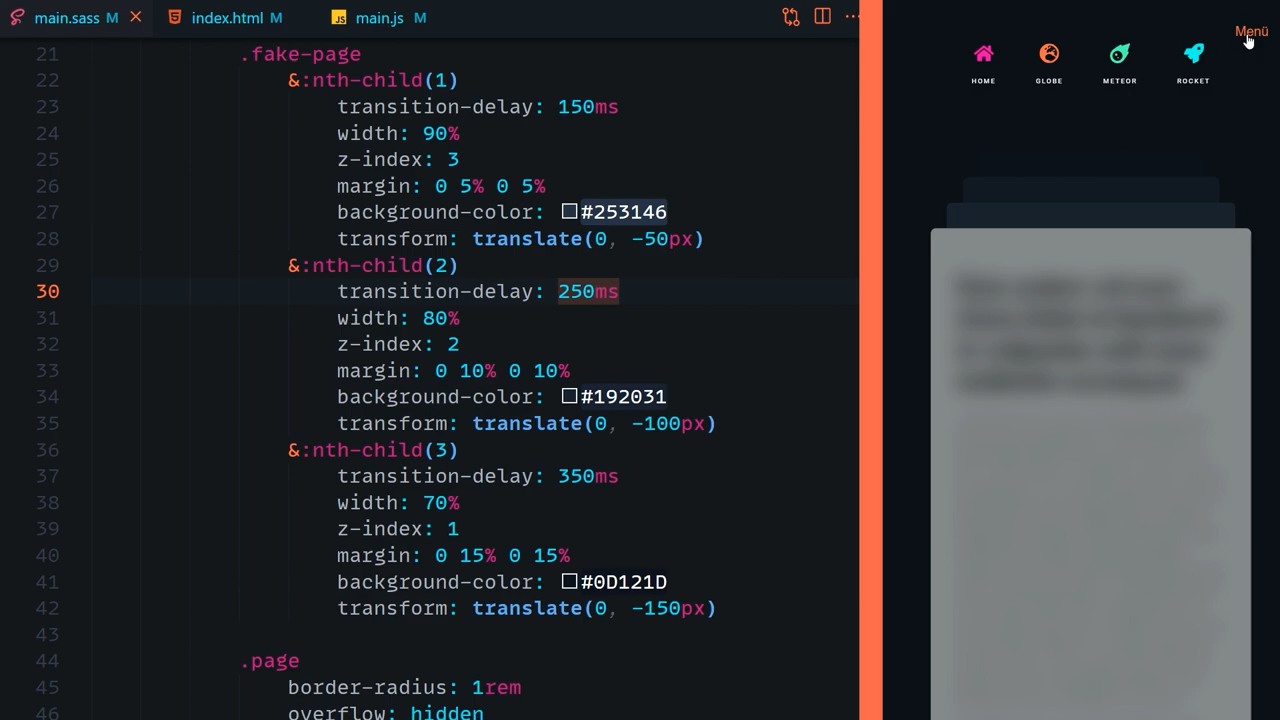 main.sass M
index.html M
JS main.js M
21 .fake-page
22 &:nth-child(1)
23 transition-delay: 150ms
24 width: 90%
25 z-index: 3
26 margin: 0 5% 0 5%
27 background-color: #253146
28 transform: translate(0, -50px)
29 &:nth-child(2)
30 transition-delay: 250ms
31 width: 80%
32 z-index: 2
33 margin: 0 10% 0 10%
34 background-color: #192031
35 transform: translate(0, -100px)
36 &:nth-child(3)
37 transition-delay: 350ms
38 width: 70%
39 z-index: 1
40 margin: 0 15% 0 15%
41 background-color: #0D121D
42 transform: translate(0, -150px)
43
44 .page
45 border-radius: 1rem
46 overflow: hidden
Menü
HOME
GLOBE
METEOR
ROCKET